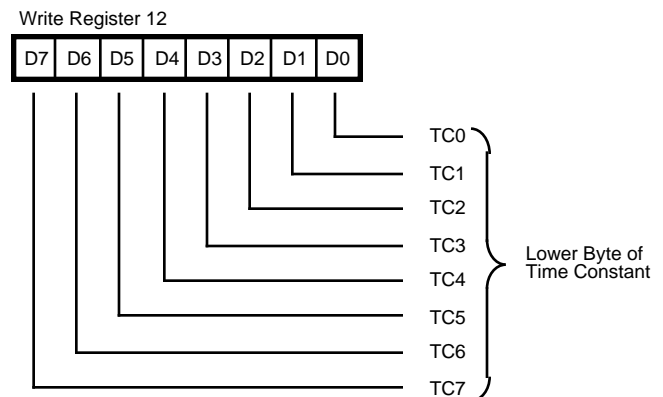 Write Register 12
D7 D6 D5 D4 D3 D2 D1 D0
TC0
TC1
TC2
TC3
TC4
TC5
TC6
TC7
Lower Byte of
Time Constant